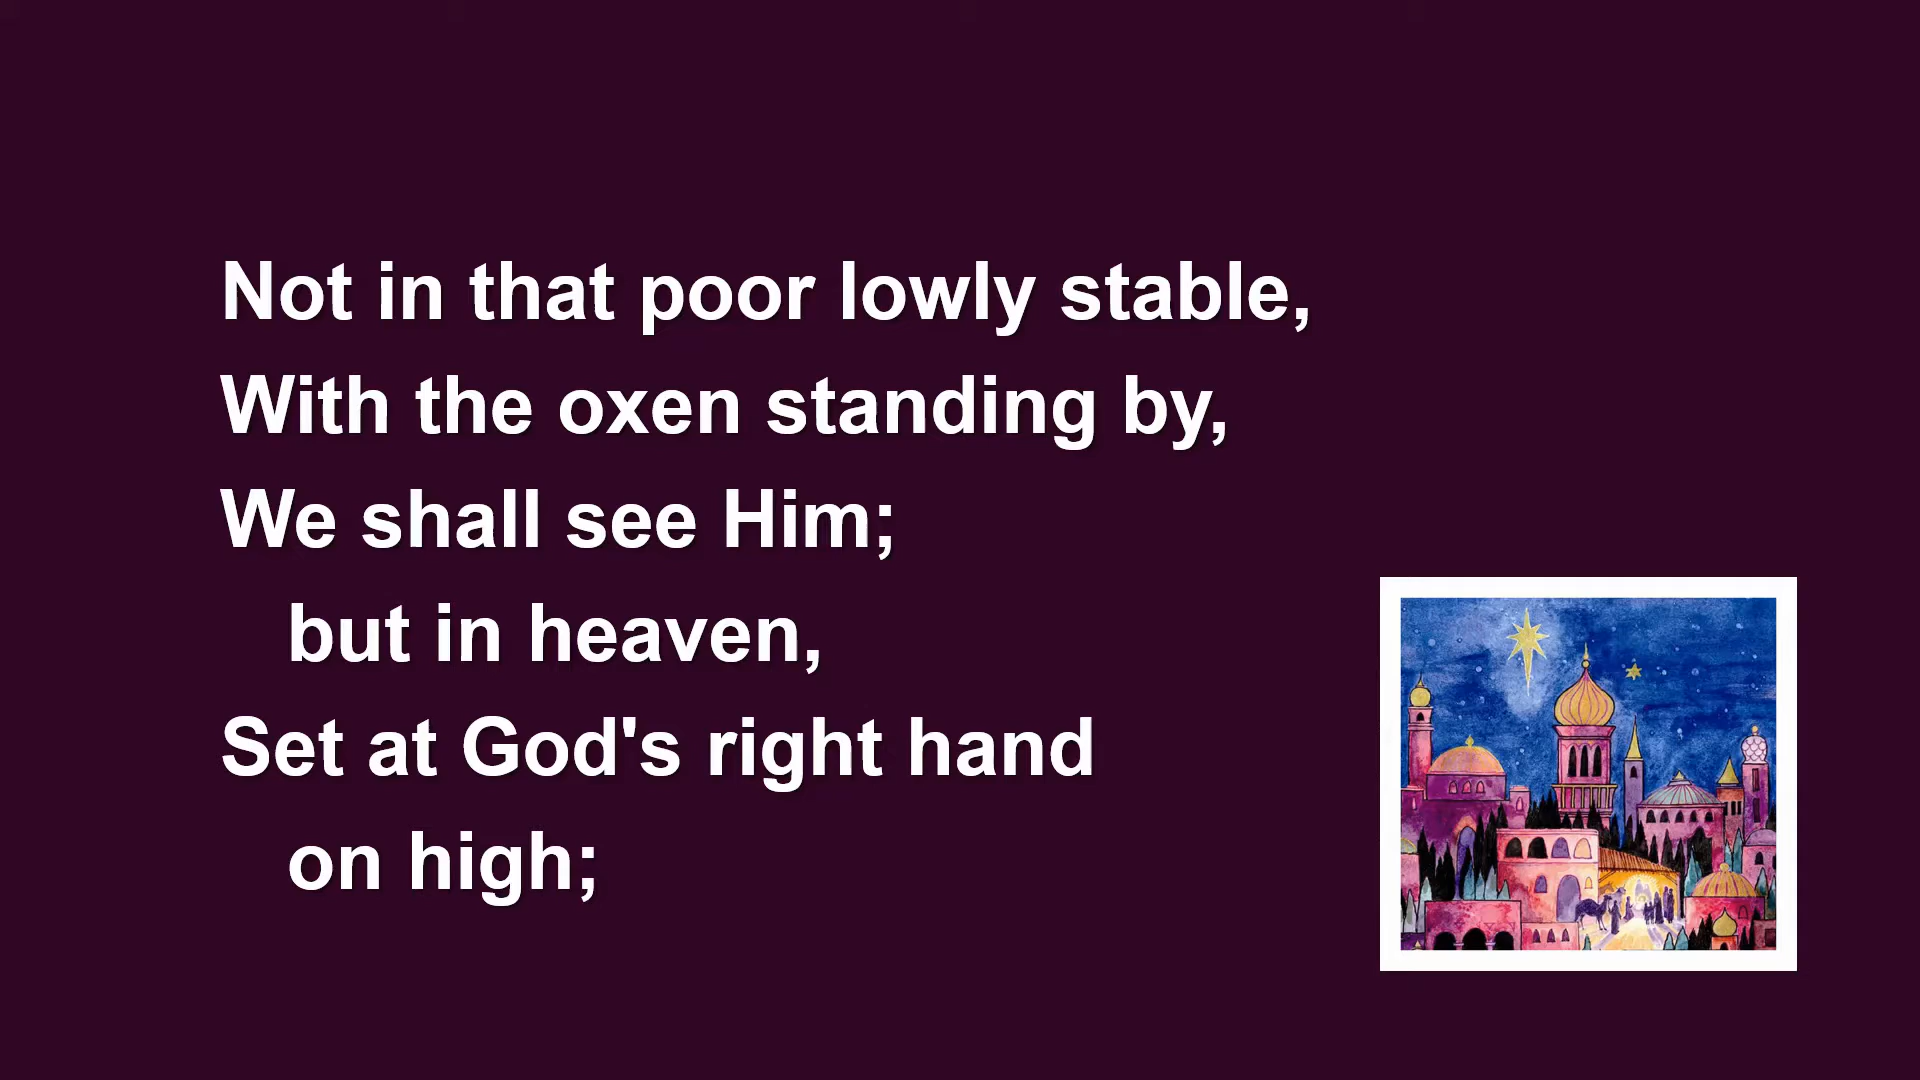 Not in that poor lowly stable,
With the oxen standing by,
We shall see Him;
but in heaven,
Set at God's right hand
on high;